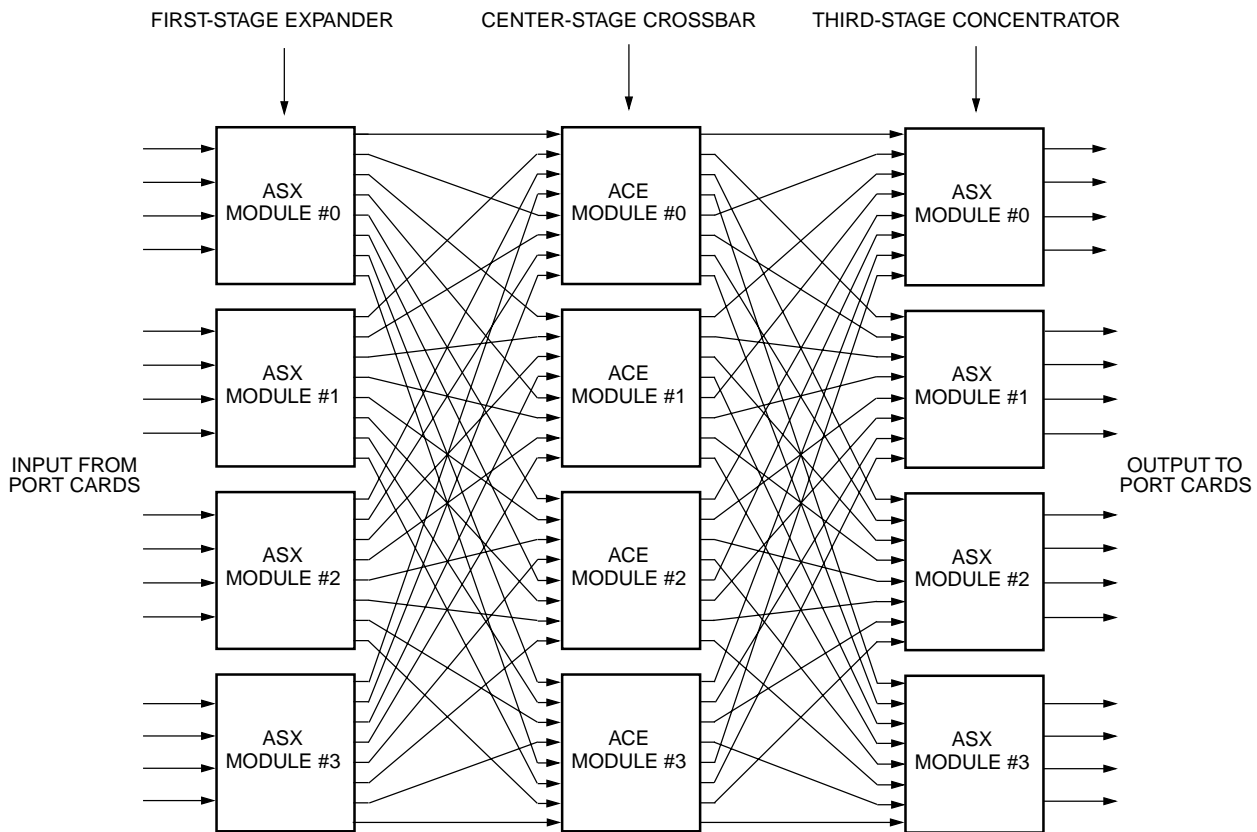 FIRST-STAGE EXPANDER
CENTER-STAGE CROSSBAR
THIRD-STAGE CONCENTRATOR
ASX
MODULE #0
ACE
MODULE #0
ASX
MODULE #0
ASX
MODULE #1
ACE
MODULE #1
ASX
MODULE #1
INPUT FROM
PORT CARDS
OUTPUT TO
PORT CARDS
ASX
MODULE #2
ACE
MODULE #2
ASX
MODULE #2
ASX
MODULE #3
ACE
MODULE #3
ASX
MODULE #3